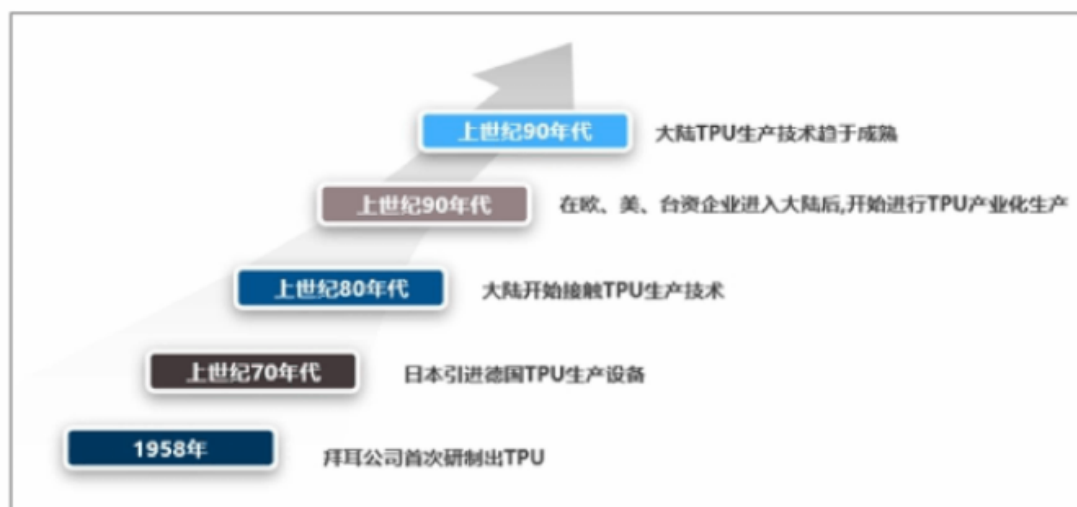 上世纪90年代 大陆TPU生产技术趋于成熟
上世纪90年代 在欧、美、台资企业进入大陆后,开始进行TPU产业化生产
上世纪80年代 大陆开始接触TPU生产技术
上世纪70年代 日本引进德国TPU生产设备
1958年 拜耳公司首次研制出TPU